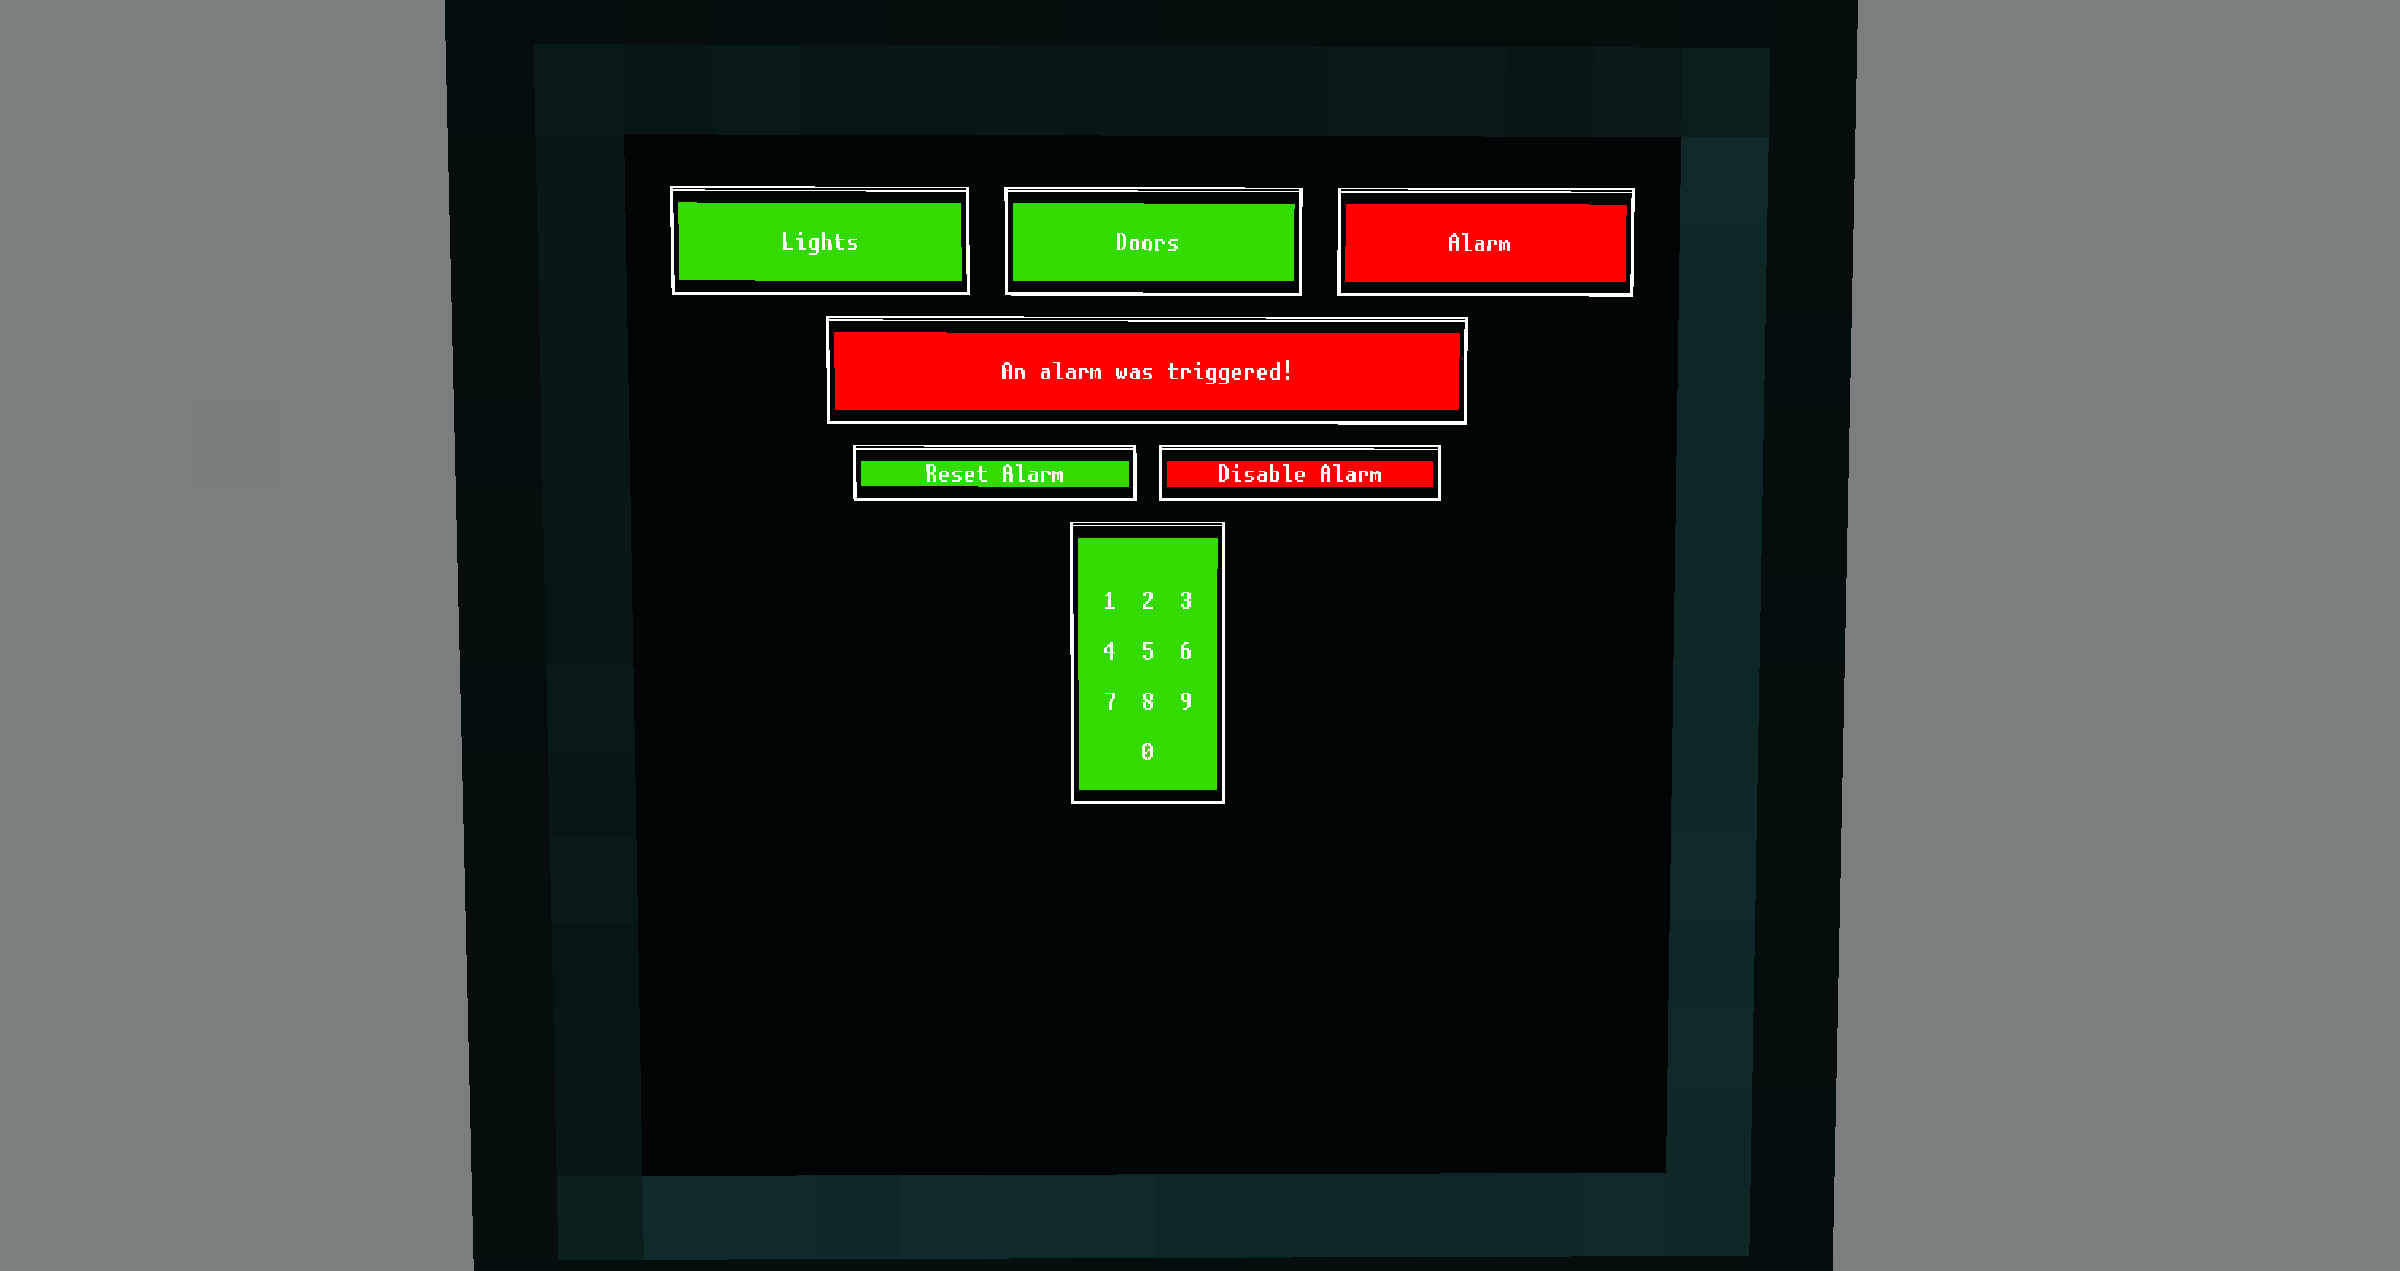 Lights Doors Alarm
An alarm was triggered!
Reset Alarm Disable Alarm
1 2 3
4 5 6
7 8 9
0